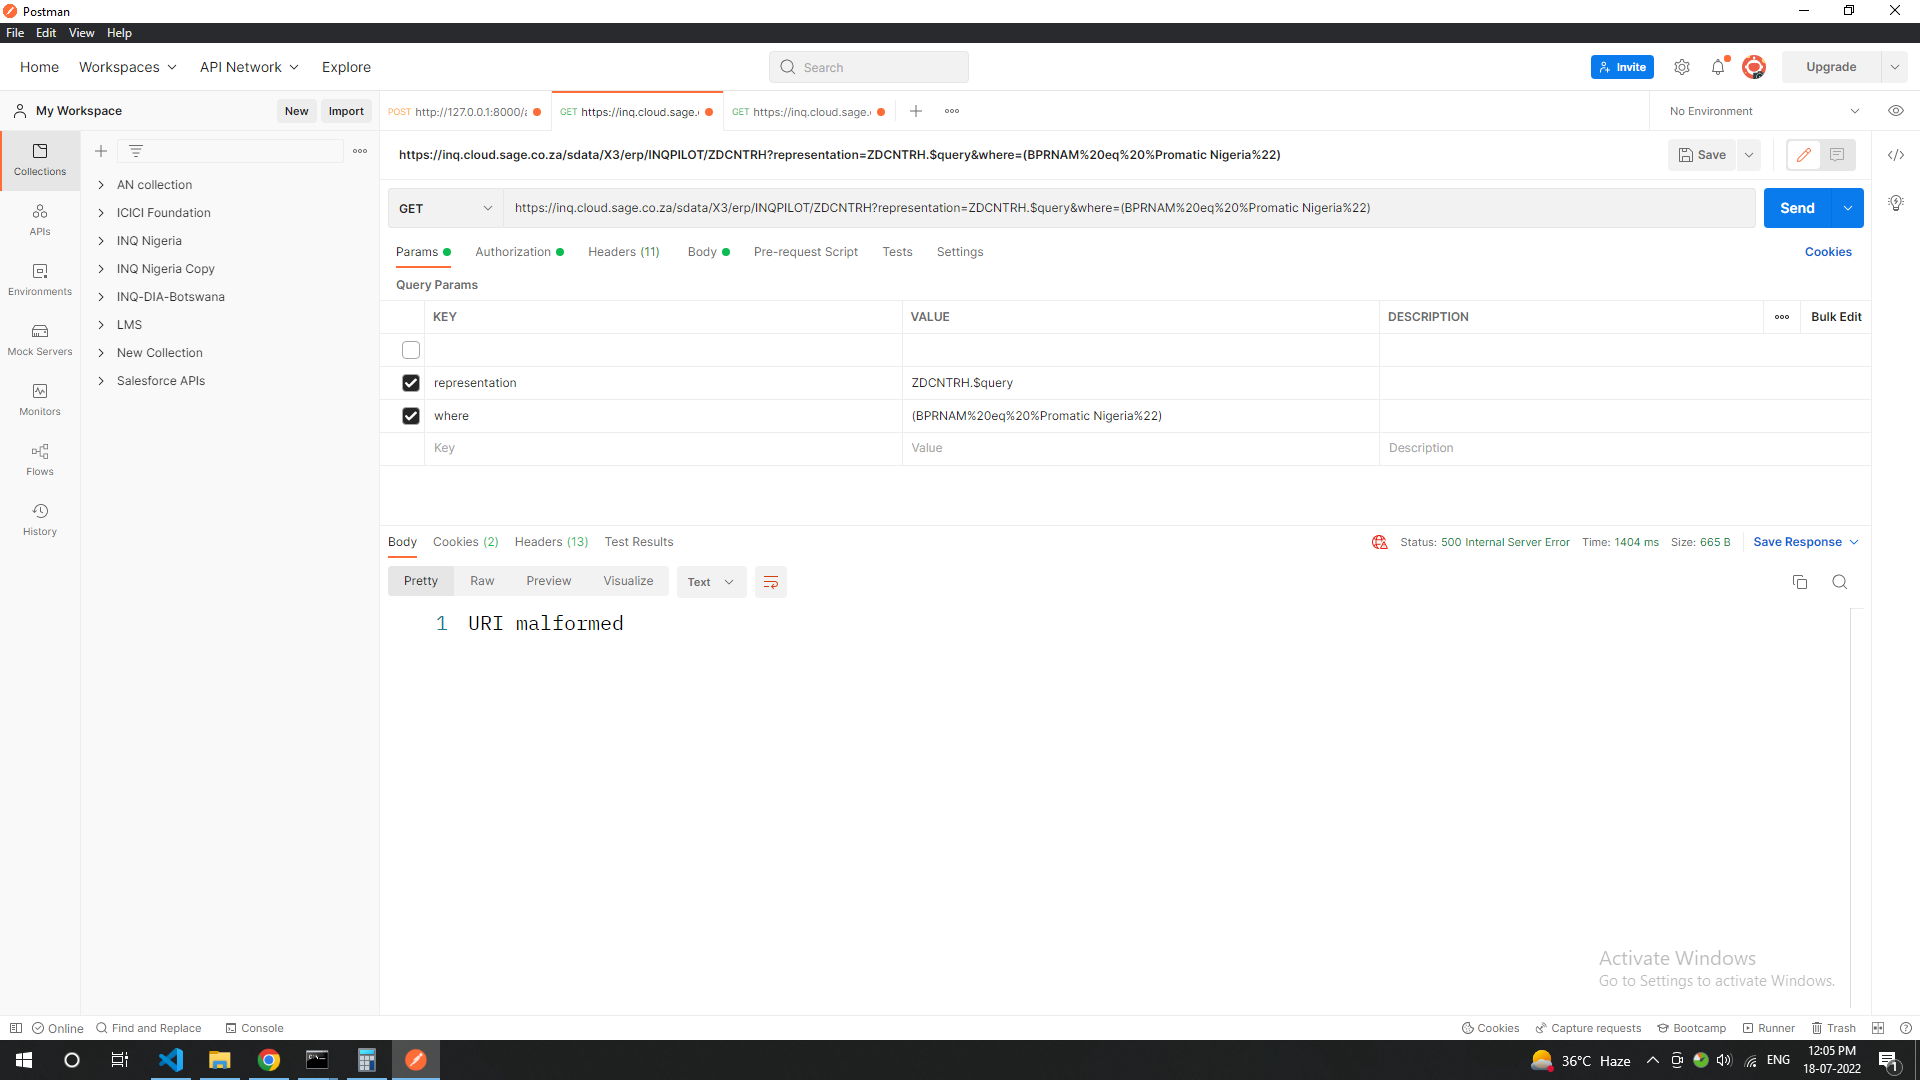 Postman
File Edit View Help
Home Workspaces API Network Explore
Search
Invite
Upgrade
My Workspace
New Import
POST http://127.0.0.1:8000/a
GET https://inq.cloud.sage.
GET https://inq.cloud.sage.
No Environment
Collections
APIs
Environments
Mock Servers
Monitors
Flows
History
AN collection
ICICI Foundation
INQ Nigeria
INQ Nigeria Copy
INQ-DIA-Botswana
LMS
New Collection
Salesforce APIs
https://inq.cloud.sage.co.za/sdata/X3/erp/INQPILOT/ZDCNTRH?representation=ZDCNTRH.$query&where=(BPRNAM%20eq%20%Promatic Nigeria%22)
Save
GET
https://inq.cloud.sage.co.za/sdata/X3/erp/INQPILOT/ZDCNTRH?representation=ZDCNTRH.$query&where=(BPRNAM%20eq%20%Promatic Nigeria%22)
Send
Params Authorization Headers (11) Body Pre-request Script Tests Settings Cookies
Query Params
KEY VALUE DESCRIPTION Bulk Edit
representation ZDCNTRH.$query
where (BPRNAM%20eq%20%Promatic Nigeria%22)
Key Value Description
Body Cookies (2) Headers (13) Test Results
Status: 500 Internal Server Error Time: 1404 ms Size: 665 B Save Response
Pretty Raw Preview Visualize Text
1 URI malformed
Activate Windows
Go to Settings to activate Windows.
Online Find and Replace Console
Cookies Capture requests Bootcamp Runner Trash
36°C Haze
ENG
12:05 PM
18-07-2022
1